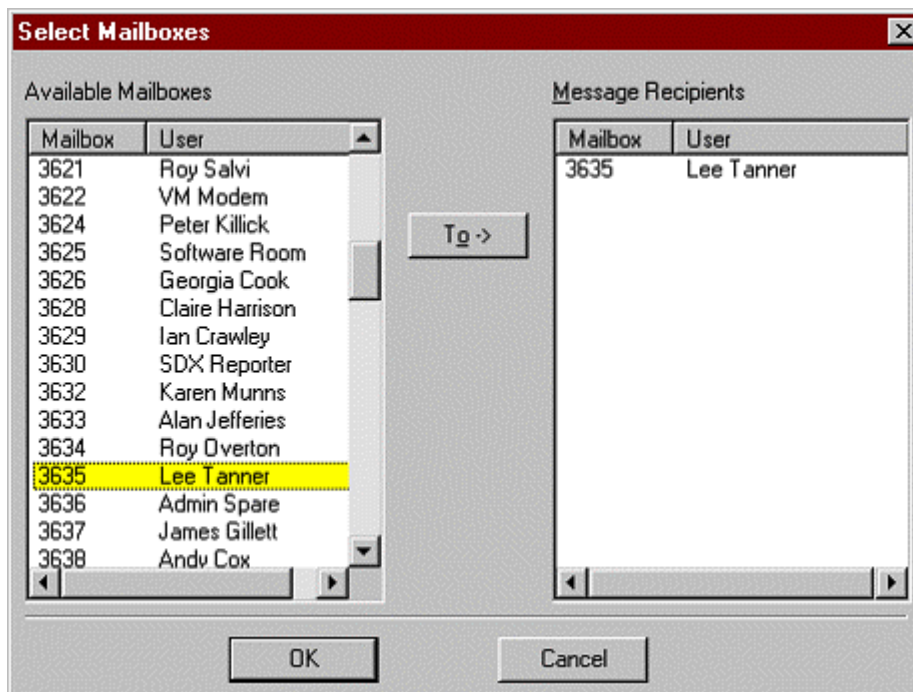 Select Mailboxes
Available Mailboxes
Mailbox User
3621 Roy Salvi
3622 VM Modem
3624 Peter Killick
3625 Software Room
3626 Georgia Cook
3628 Claire Harrison
3629 Ian Crawley
3630 SDX Reporter
3632 Karen Munns
3633 Alan Jefferies
3634 Roy Overton
3635 Lee Tanner
3636 Admin Spare
3637 James Gillett
3638 Andy Cox
To ->
Message Recipients
Mailbox User
3635 Lee Tanner
OK
Cancel